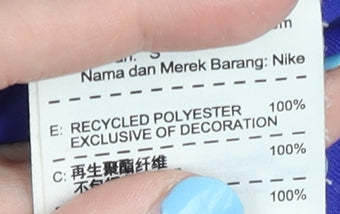 Nama dan Merek Barang: Nike
E: RECYCLED POLYESTER 100%
EXCLUSIVE OF DECORATION
100%
C: 再生聚酯纤维
100%